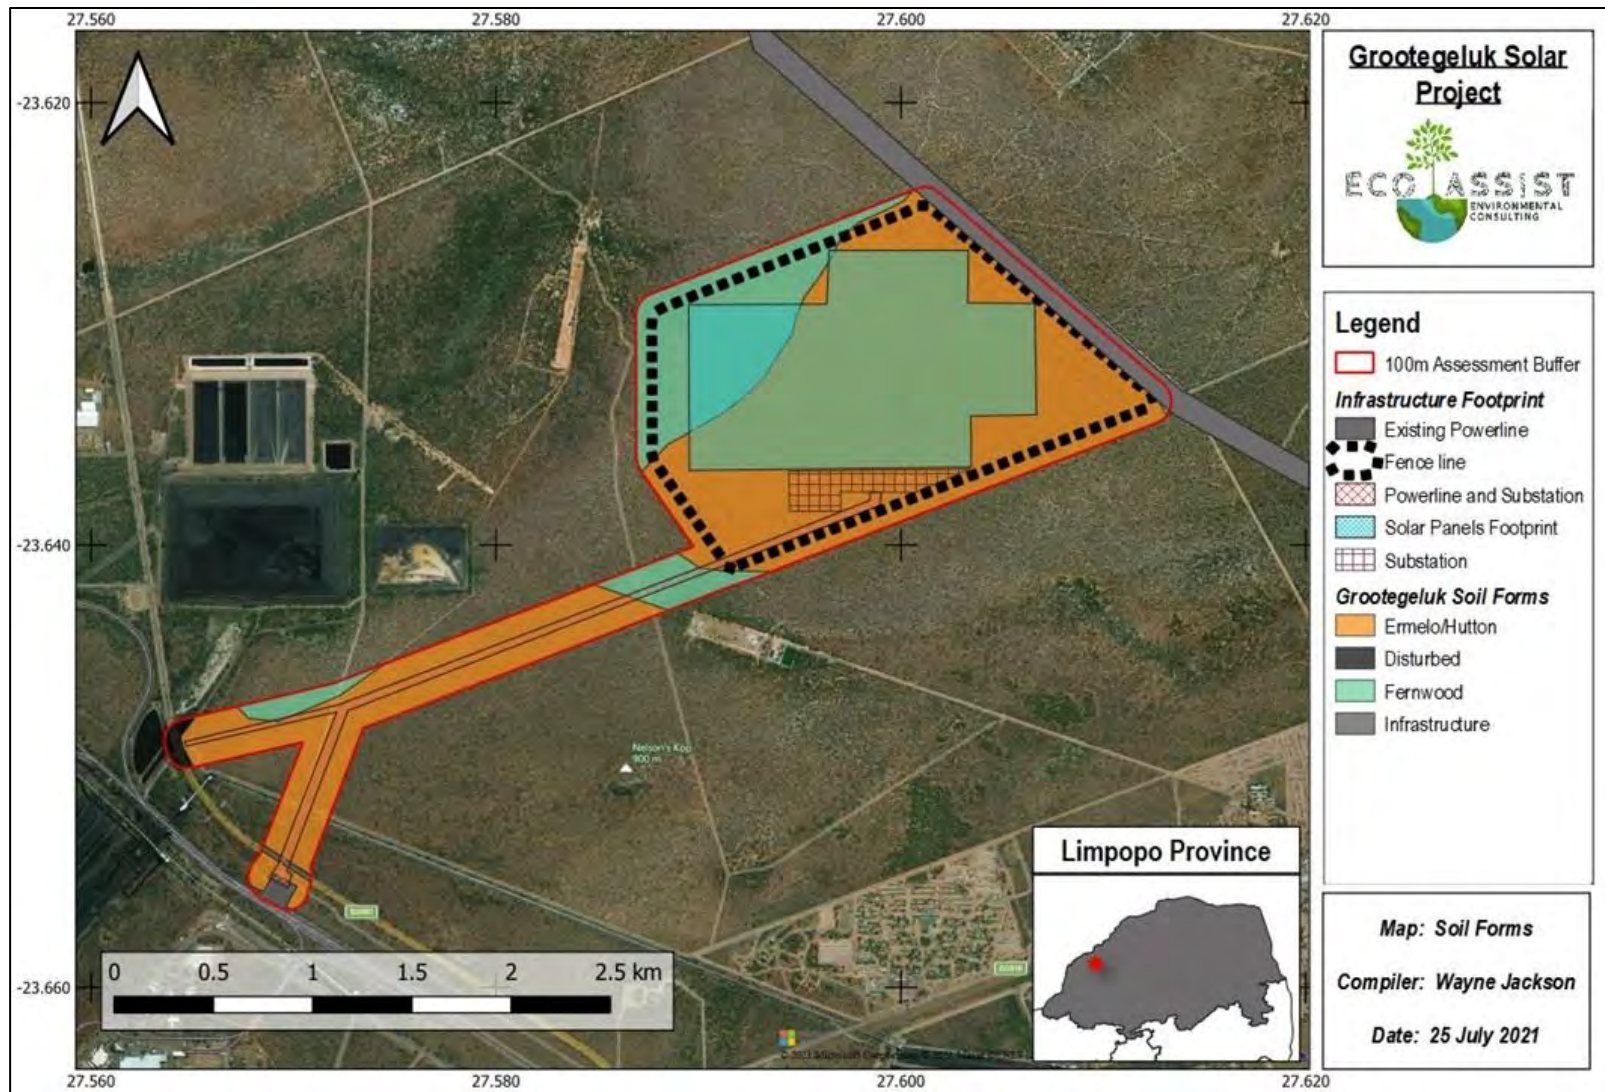 27.560
27.580
27.600
27.620
-23.620
-23.640
-23.660
Nelson's Kop
900 m
0
0.5
1
1.5
2
2.5 km
Limpopo Province
27.560
27.580
27.600
27.620
Grootegeluk Solar
Project
ECO ASSIST
ENVIRONMENTAL
CONSULTING
Legend
100m Assessment Buffer
Infrastructure Footprint
Existing Powerline
Fence line
Powerline and Substation
Solar Panels Footprint
Substation
Grootegeluk Soil Forms
Ermelo/Hutton
Disturbed
Fernwood
Infrastructure
Map: Soil Forms
Compiler: Wayne Jackson
Date: 25 July 2021